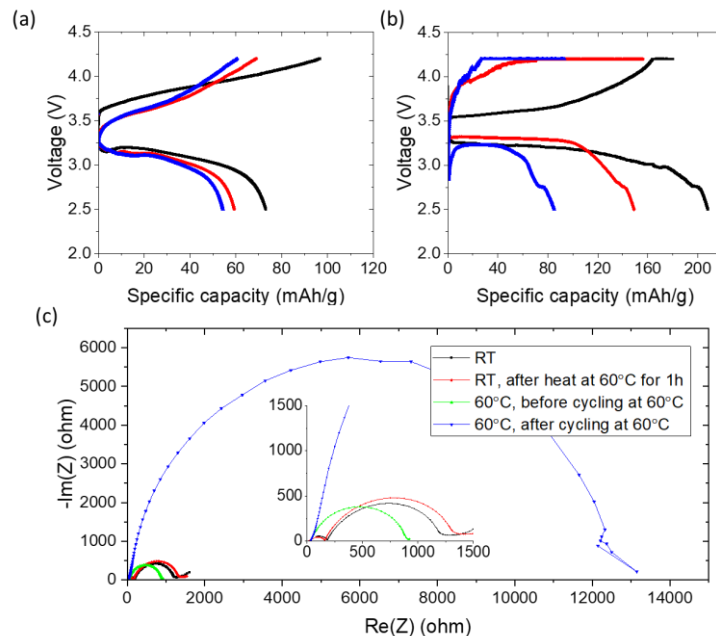 (a)
(b)
4.5
4.0
3.5
3.0
2.5
2.0
Voltage (V)
0 20 40 60 80 100 120
Specific capacity (mAh/g)
4.5
4.0
3.5
3.0
2.5
2.0
Voltage (V)
0 40 80 120 160 200
Specific capacity (mAh/g)
(c)
6000
5000
4000
3000
2000
1000
0
-Im(Z) (ohm)
RT
RT, after heat at 60°C for 1h
60°C, before cycling at 60°C
60°C, after cycling at 60°C
1500
1000
500
0
0 500 1000 1500
0 2000 4000 6000 8000 10000 12000 14000
Re(Z) (ohm)